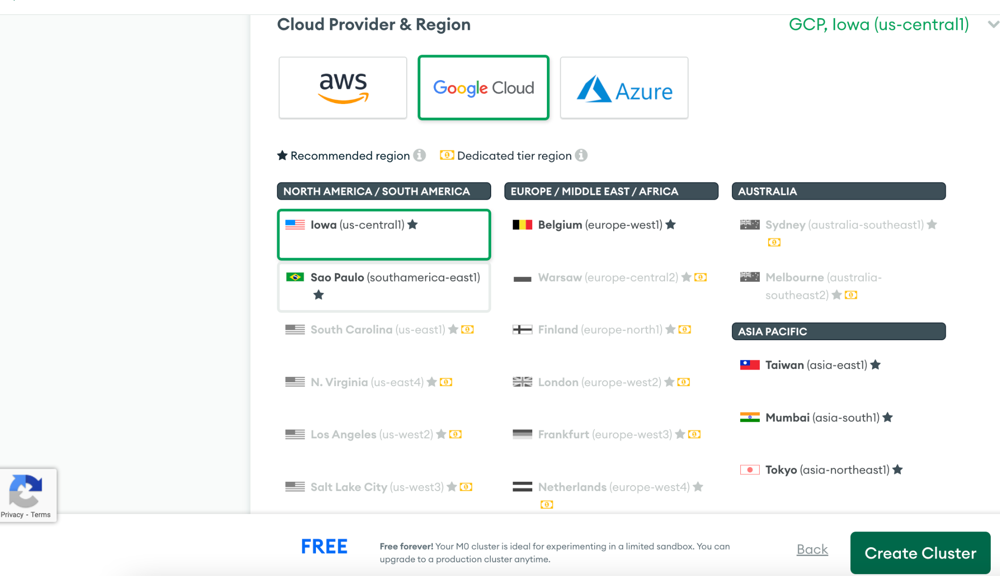 Cloud Provider & Region
GCP, Iowa (us-central1)
aws
Google Cloud
Azure
Recommended region
Dedicated tier region
NORTH AMERICA / SOUTH AMERICA
Iowa (us-central1)
Sao Paulo (southamerica-east1)
South Carolina (us-east1)
N. Virginia (us-east4)
Los Angeles (us-west2)
Salt Lake City (us-west3)
EUROPE / MIDDLE EAST / AFRICA
Belgium (europe-west1)
Warsaw (europe-central2)
Finland (europe-north1)
London (europe-west2)
Frankfurt (europe-west3)
Netherlands (europe-west4)
AUSTRALIA
Sydney (australia-southeast1)
Melbourne (australia-
southeast2)
ASIA PACIFIC
Taiwan (asia-east1)
Mumbai (asia-south1)
Tokyo (asia-northeast1)
Privacy - Terms
FREE
Free forever! Your M0 cluster is ideal for experimenting in a limited sandbox. You can
upgrade to a production cluster anytime.
Back
Create Cluster